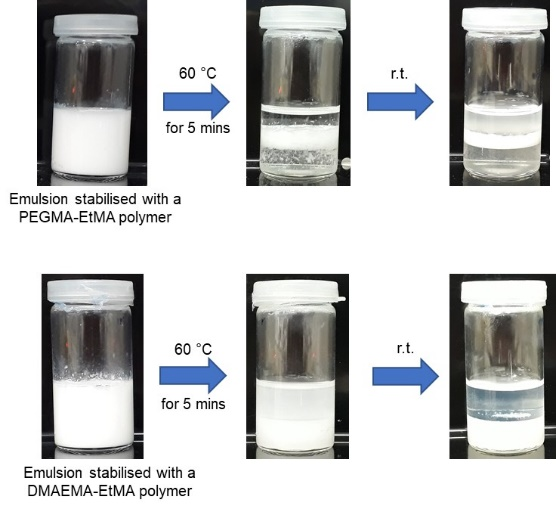 60 °C
for 5 mins
r.t.
Emulsion stabilised with a
PEGMA-EtMA polymer
60 °C
for 5 mins
r.t.
Emulsion stabilised with a
DMAEMA-EtMA polymer